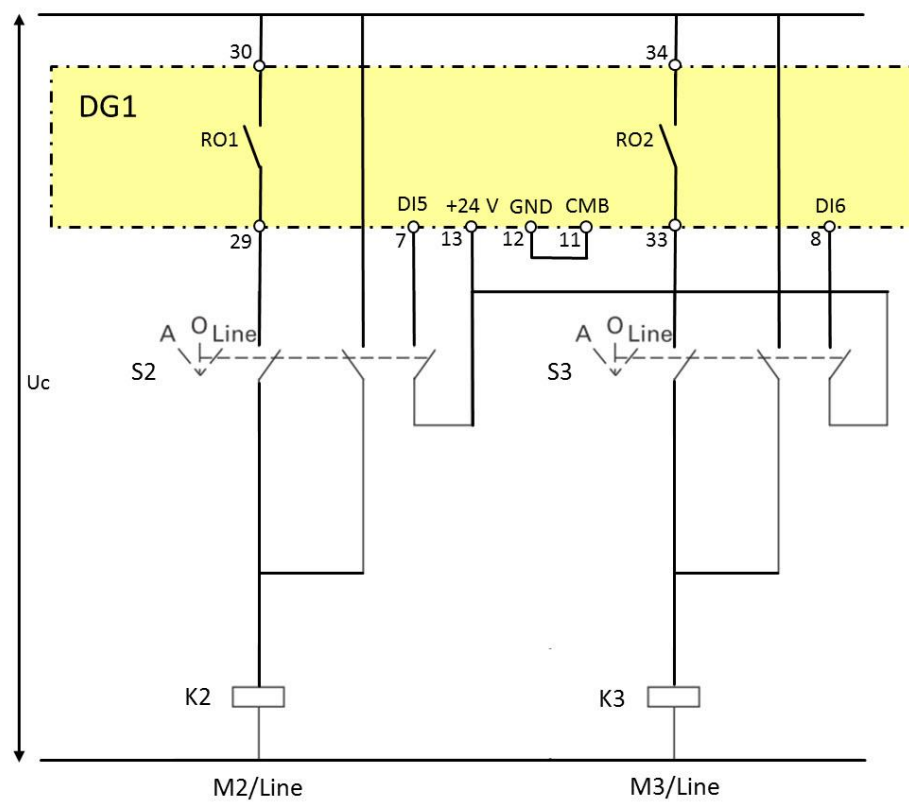 30
34
DG1
RO1
RO2
DI5
+24 V
GND
CMB
DI6
29
7
13
12
11
33
8
A
O
Line
A
O
Line
S2
S3
Uc
K2
K3
M2/Line
M3/Line